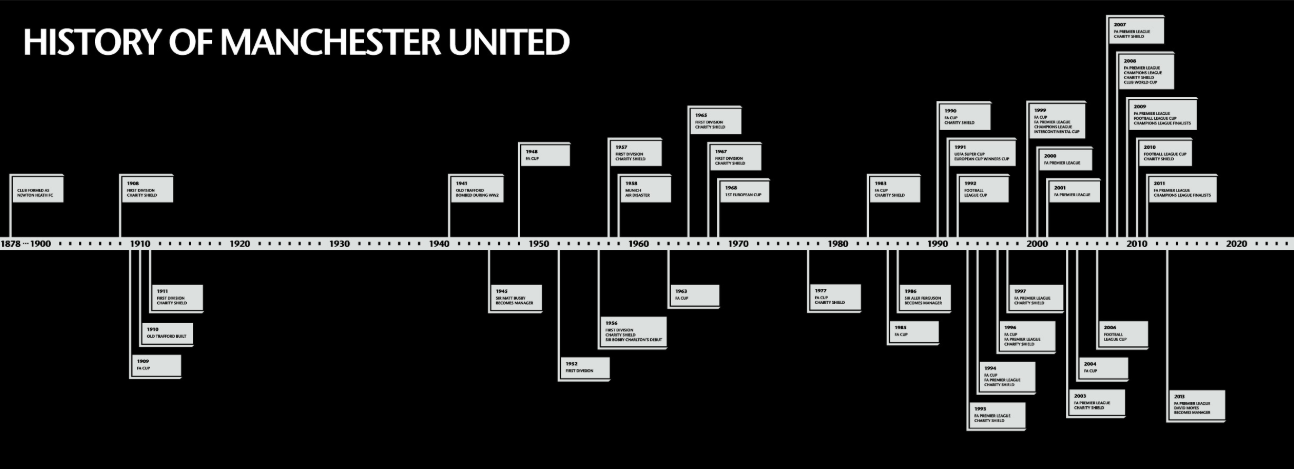 HISTORY OF MANCHESTER UNITED
2007
FA PREMIER LEAGUE
CHARITY SHIELD
2008
FA PREMIER LEAGUE
CHAMPIONS LEAGUE
CHARITY SHIELD
CLUB WORLD CUP
1965
FIRST DIVISION
CHARITY SHIELD
1990
FA CUP
CHARITY SHIELD
1999
FA CUP
FA PREMIER LEAGUE
CHAMPIONS LEAGUE
INTERCONTINENTAL CUP
2009
FA PREMIER LEAGUE
FOOTBALL LEAGUE CUP
CHAMPIONS LEAGUE FINALISTS
1948
FA CUP
1957
FIRST DIVISION
CHARITY SHIELD
1967
FIRST DIVISION
CHARITY SHIELD
1991
UEFA SUPER CUP
EUROPEAN CUP WINNERS CUP
2000
FA PREMIER LEAGUE
2010
FOOTBALL LEAGUE CUP
CHARITY SHIELD
CLUB FORMED AS
NEWTON HEATH FC
1908
FIRST DIVISION
CHARITY SHIELD
1941
OLD TRAFFORD
BOMBED DURING WW2
1958
MUNICH
AIR DISASTER
1968
1ST EUROPEAN CUP
1983
FA CUP
CHARITY SHIELD
1992
FOOTBALL
LEAGUE CUP
2001
FA PREMIER LEAGUE
2011
FA PREMIER LEAGUE
CHAMPIONS LEAGUE FINALISTS
1878 ··· 1900 1910 1920 1930 1940 1950 1960 1970 1980 1990 2000 2010 2020
1911
FIRST DIVISION
CHARITY SHIELD
1910
OLD TRAFFORD BUILT
1909
FA CUP
1945
SIR MATT BUSBY
BECOMES MANAGER
1956
FIRST DIVISION
CHARITY SHIELD
SIR BOBBY CHARLTON'S DEBUT
1952
FIRST DIVISION
1963
FA CUP
1977
FA CUP
CHARITY SHIELD
1986
SIR ALEX FERGUSON
BECOMES MANAGER
1985
FA CUP
1997
FA PREMIER LEAGUE
CHARITY SHIELD
1996
FA CUP
FA PREMIER LEAGUE
CHARITY SHIELD
1994
FA CUP
FA PREMIER LEAGUE
CHARITY SHIELD
1993
FA PREMIER LEAGUE
CHARITY SHIELD
2006
FOOTBALL
LEAGUE CUP
2004
FA CUP
2003
FA PREMIER LEAGUE
CHARITY SHIELD
2013
FA PREMIER LEAGUE
DAVID MOYES
BECOMES MANAGER